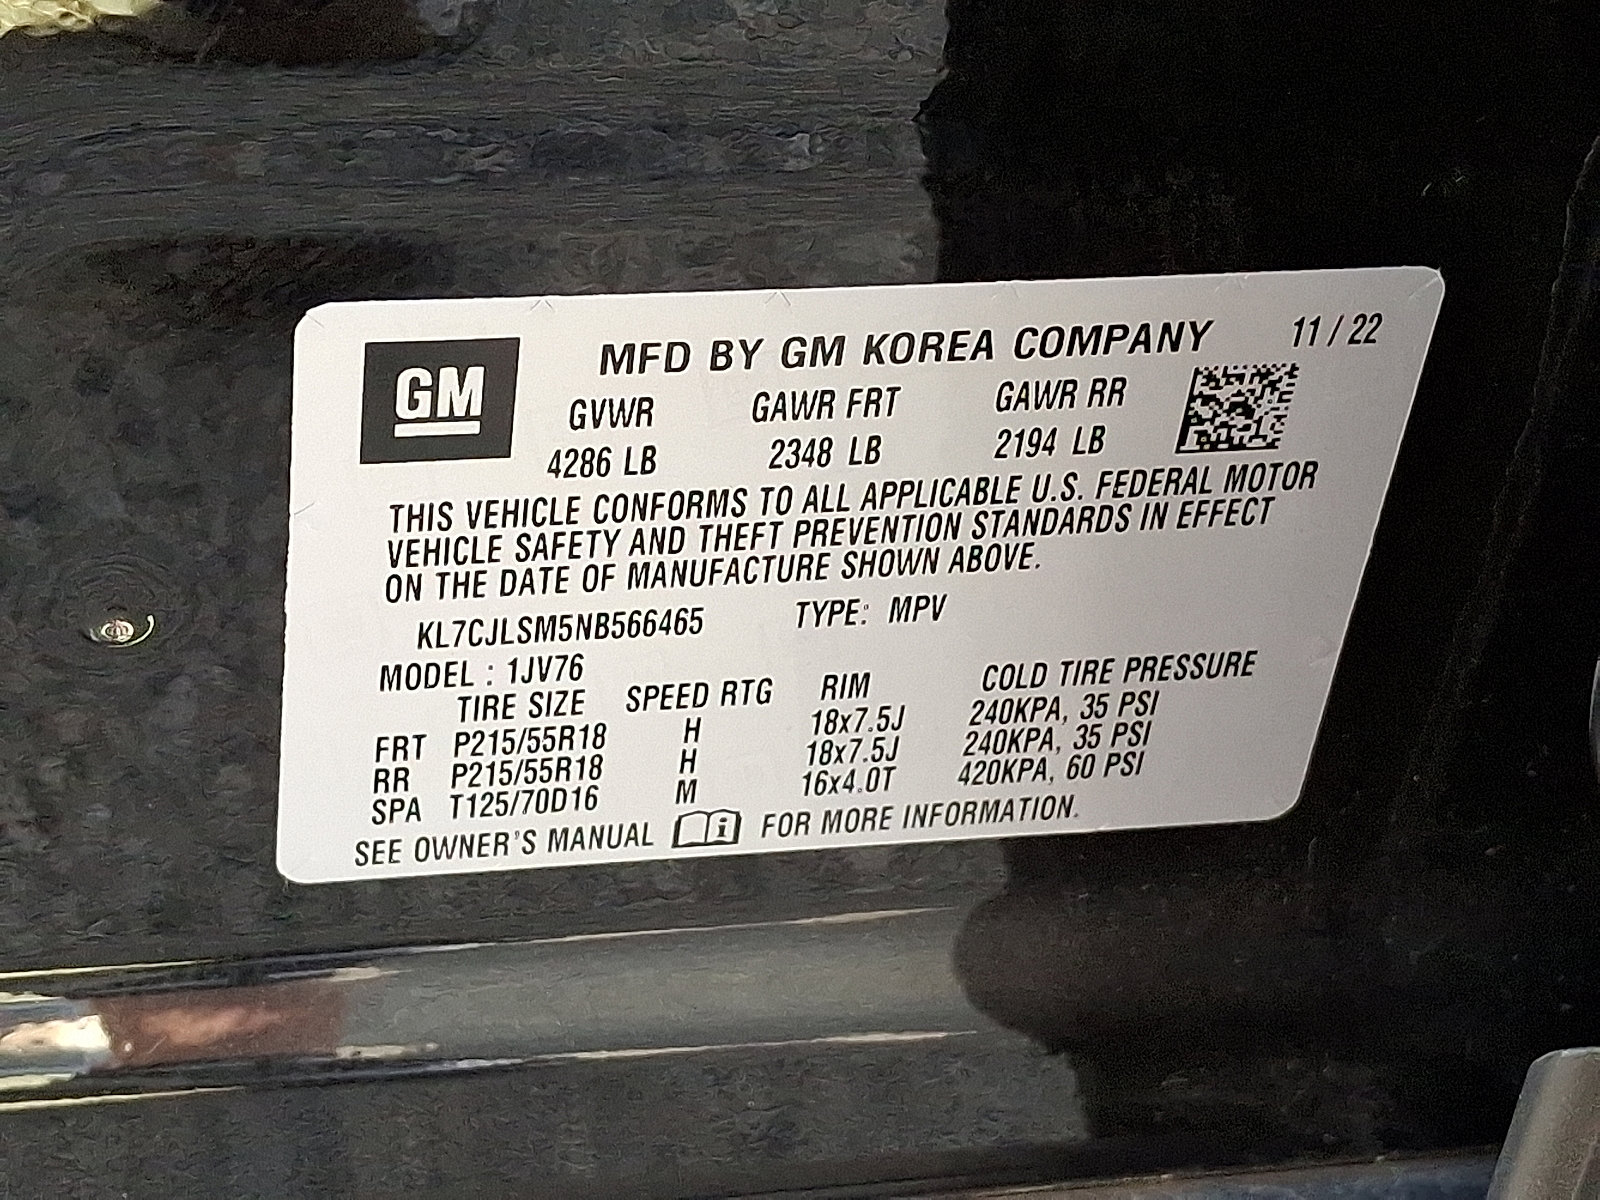 GM
MFD BY GM KOREA COMPANY 11 / 22
GVWR GAWR FRT GAWR RR
4286 LB 2348 LB 2194 LB
THIS VEHICLE CONFORMS TO ALL APPLICABLE U.S. FEDERAL MOTOR
VEHICLE SAFETY AND THEFT PREVENTION STANDARDS IN EFFECT
ON THE DATE OF MANUFACTURE SHOWN ABOVE.
KL7CJLSM5NB566465 TYPE: MPV
MODEL : 1JV76
TIRE SIZE SPEED RTG RIM COLD TIRE PRESSURE
FRT P215/55R18 H 18x7.5J 240KPA, 35 PSI
RR P215/55R18 H 18x7.5J 240KPA, 35 PSI
SPA T125/70D16 M 16x4.0T 420KPA, 60 PSI
SEE OWNER'S MANUAL i FOR MORE INFORMATION.